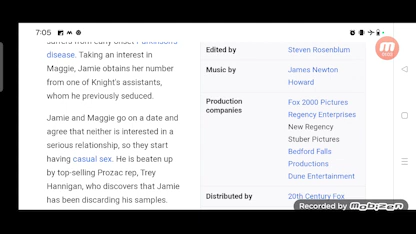 7:05
suffers from early onset Parkinson's
disease. Taking an interest in
Maggie, Jamie obtains her number
from one of Knight's assistants,
whom he previously seduced.
Jamie and Maggie go on a date and
agree that neither is interested in a
serious relationship, so they start
having casual sex. He is beaten up
by top-selling Prozac rep, Trey
Hannigan, who discovers that Jamie
has been discarding his samples.
Edited by
Steven Rosenblum
Music by
James Newton
Howard
Production
companies
Fox 2000 Pictures
Regency Enterprises
New Regency
Stuber Pictures
Bedford Falls
Productions
Dune Entertainment
Distributed by
20th Century Fox
Recorded by Mobizen